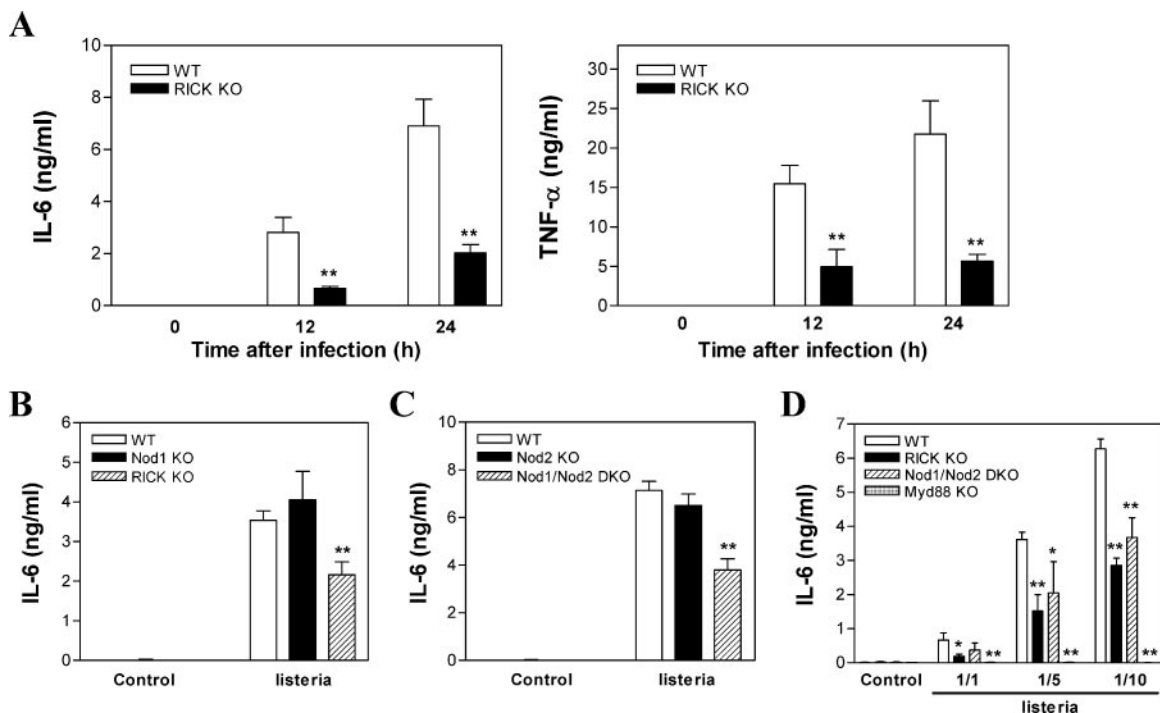 A
IL-6 (ng/ml)
10
8
6
4
2
0
WT
RICK KO
**
**
0 12 24
Time after infection (h)
TNF-α (ng/ml)
30
25
20
15
10
5
0
WT
RICK KO
**
**
0 12 24
Time after infection (h)
B
IL-6 (ng/ml)
6
5
4
3
2
1
0
WT
Nod1 KO
RICK KO
**
Control listeria
C
IL-6 (ng/ml)
10
8
6
4
2
0
WT
Nod2 KO
Nod1/Nod2 DKO
**
Control listeria
D
IL-6 (ng/ml)
7
6
5
4
3
2
1
0
WT
RICK KO
Nod1/Nod2 DKO
Myd88 KO
* **
** * **
** ** **
Control 1/1 1/5 1/10
listeria